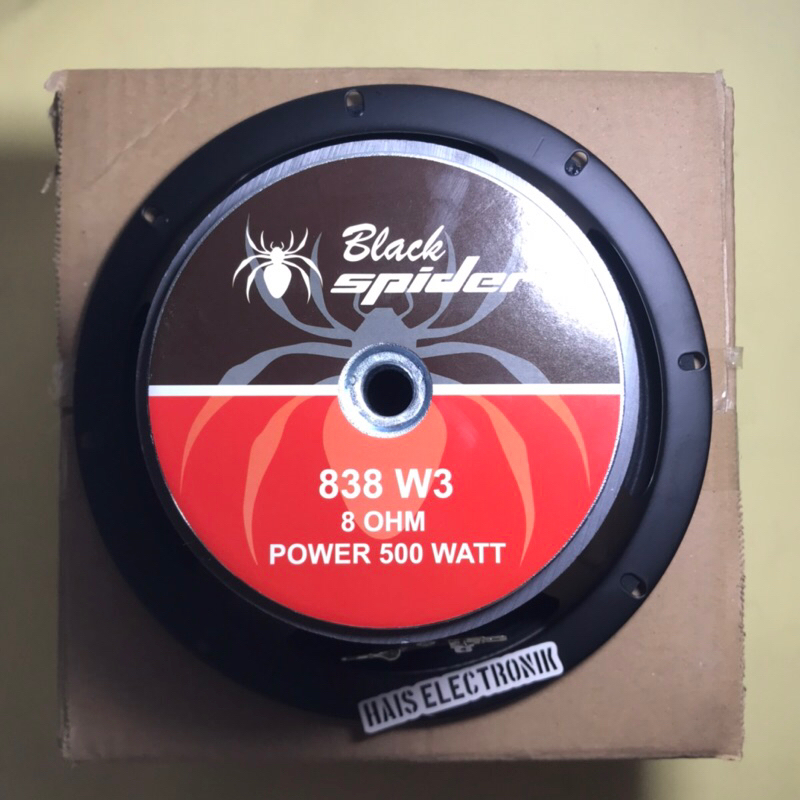 Black
spider
838 W3
8 OHM
POWER 500 WATT
HAIS ELECTRONIK